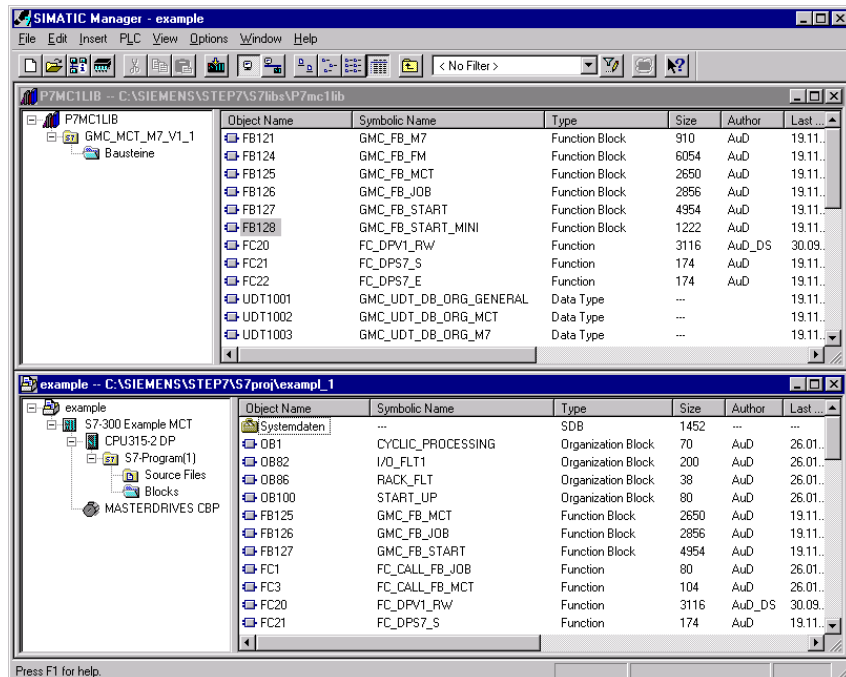 SIMATIC Manager - example
File Edit Insert PLC View Options Window Help
< No Filter >
P7MC1LIB -- C:\SIEMENS\STEP7\S7libs\P7mc1lib
P7MC1LIB
GMC_MCT_M7_V1_1
Bausteine
Object Name Symbolic Name Type Size Author Last ...
FB121 GMC_FB_M7 Function Block 910 AuD 19.11..
FB124 GMC_FB_FM Function Block 6054 AuD 19.11..
FB125 GMC_FB_MCT Function Block 2650 AuD 19.11..
FB126 GMC_FB_JOB Function Block 2856 AuD 19.11..
FB127 GMC_FB_START Function Block 4954 AuD 19.11..
FB128 GMC_FB_START_MINI Function Block 1222 AuD 19.11..
FC20 FC_DPV1_RW Function 3116 AuD_DS 30.09..
FC21 FC_DPS7_S Function 174 AuD 19.11..
FC22 FC_DPS7_E Function 174 AuD 19.11..
UDT1001 GMC_UDT_DB_ORG_GENERAL Data Type --- 19.11..
UDT1002 GMC_UDT_DB_ORG_MCT Data Type --- 19.11..
UDT1003 GMC_UDT_DB_ORG_M7 Data Type --- 19.11..
example -- C:\SIEMENS\STEP7\S7proj\exampl_1
example
S7-300 Example MCT
CPU315-2 DP
S7-Program(1)
Source Files
Blocks
MASTERDRIVES CBP
Object Name Symbolic Name Type Size Author Last ...
Systemdaten --- SDB 1452 --- ---
OB1 CYCLIC_PROCESSING Organization Block 70 AuD 26.01..
OB82 I/O_FLT1 Organization Block 200 AuD 26.01..
OB86 RACK_FLT Organization Block 38 AuD 26.01..
OB100 START_UP Organization Block 80 AuD 26.01..
FB125 GMC_FB_MCT Function Block 2650 AuD 19.11..
FB126 GMC_FB_JOB Function Block 2856 AuD 19.11..
FB127 GMC_FB_START Function Block 4954 AuD 19.11..
FC1 FC_CALL_FB_JOB Function 80 AuD 26.01..
FC3 FC_CALL_FB_MCT Function 104 AuD 26.01..
FC20 FC_DPV1_RW Function 3116 AuD_DS 30.09..
FC21 FC_DPS7_S Function 174 AuD 19.11..
Press F1 for help.